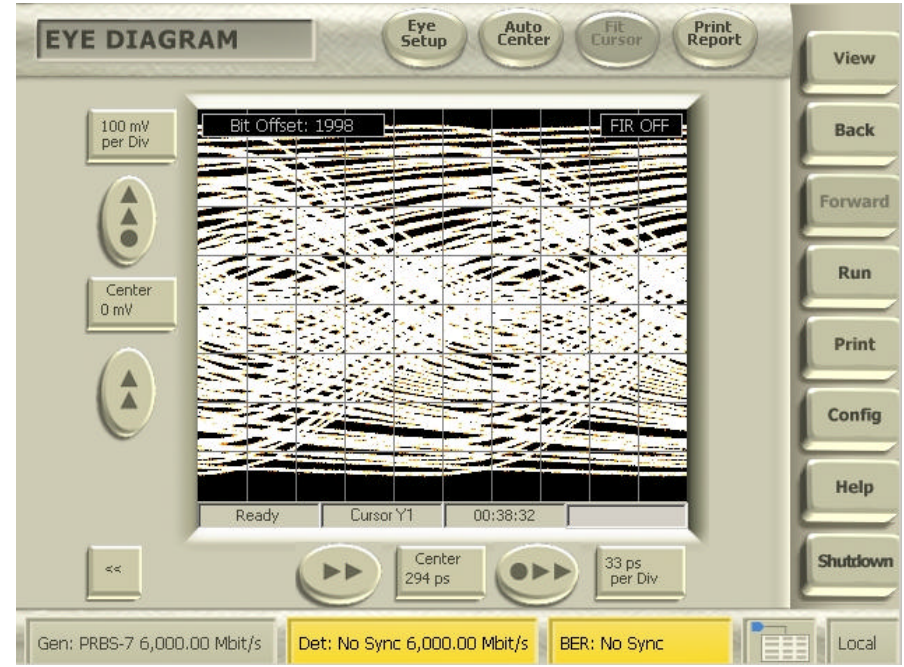 EYE DIAGRAM
Eye
Setup
Auto
Center
Fit
Cursor
Print
Report
View
100 mV
per Div
Bit Offset: 1998
FIR OFF
Back
Forward
Run
Center
0 mV
Print
Config
Help
Ready
Cursor Y1
00:38:32
Shutdown
<<
Center
294 ps
33 ps
per Div
Gen: PRBS-7 6,000.00 Mbit/s
Det: No Sync 6,000.00 Mbit/s
BER: No Sync
Local